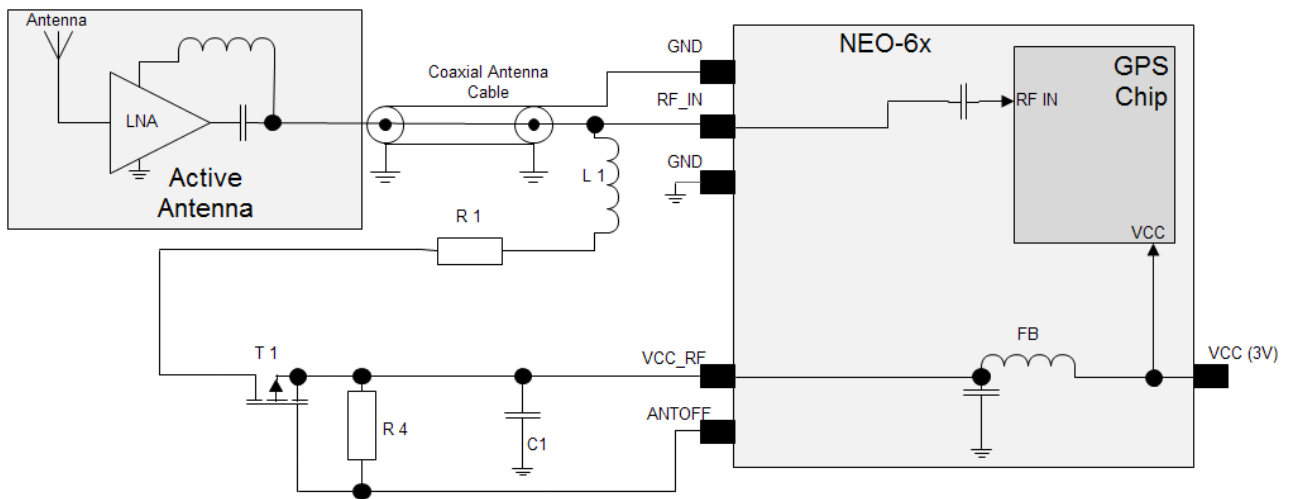 Antenna
LNA
Active
Antenna
Coaxial Antenna
Cable
GND
RF_IN
GND
L 1
R 1
NEO-6x
GPS
Chip
RF IN
VCC
T 1
R 4
C1
VCC_RF
ANTOFF
FB
VCC (3V)